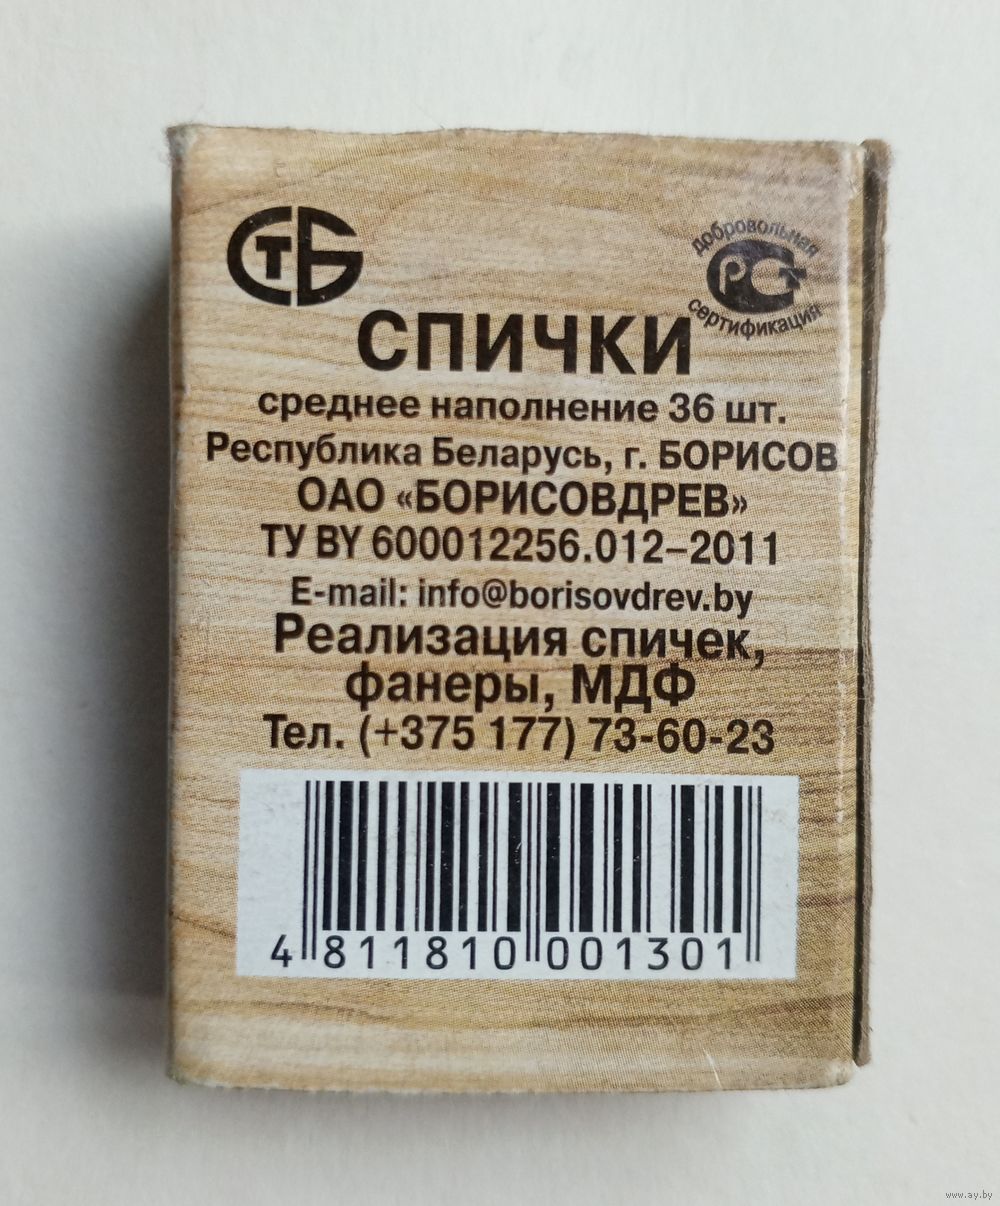 СТБ
добровольная
РСТ
сертификация
СПИЧКИ
среднее наполнение 36 шт.
Республика Беларусь, г. БОРИСОВ
ОАО «БОРИСОВДРЕВ»
ТУ BY 600012256.012–2011
E-mail: info@borisovdrev.by
Реализация спичек,
фанеры, МДФ
Тел. (+375 177) 73-60-23
4 811810 001301
www.ay.by